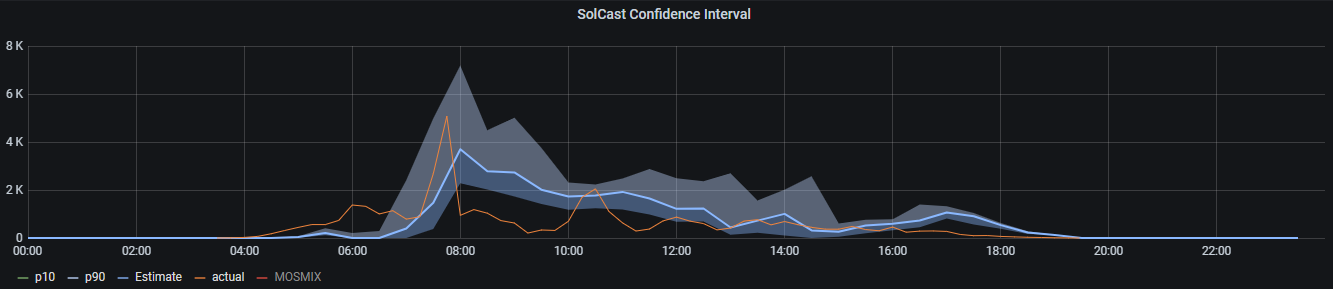 SolCast Confidence Interval
8 K
6 K
4 K
2 K
0
00:00 02:00 04:00 06:00 08:00 10:00 12:00 14:00 16:00 18:00 20:00 22:00
p10 p90 Estimate actual MOSMIX